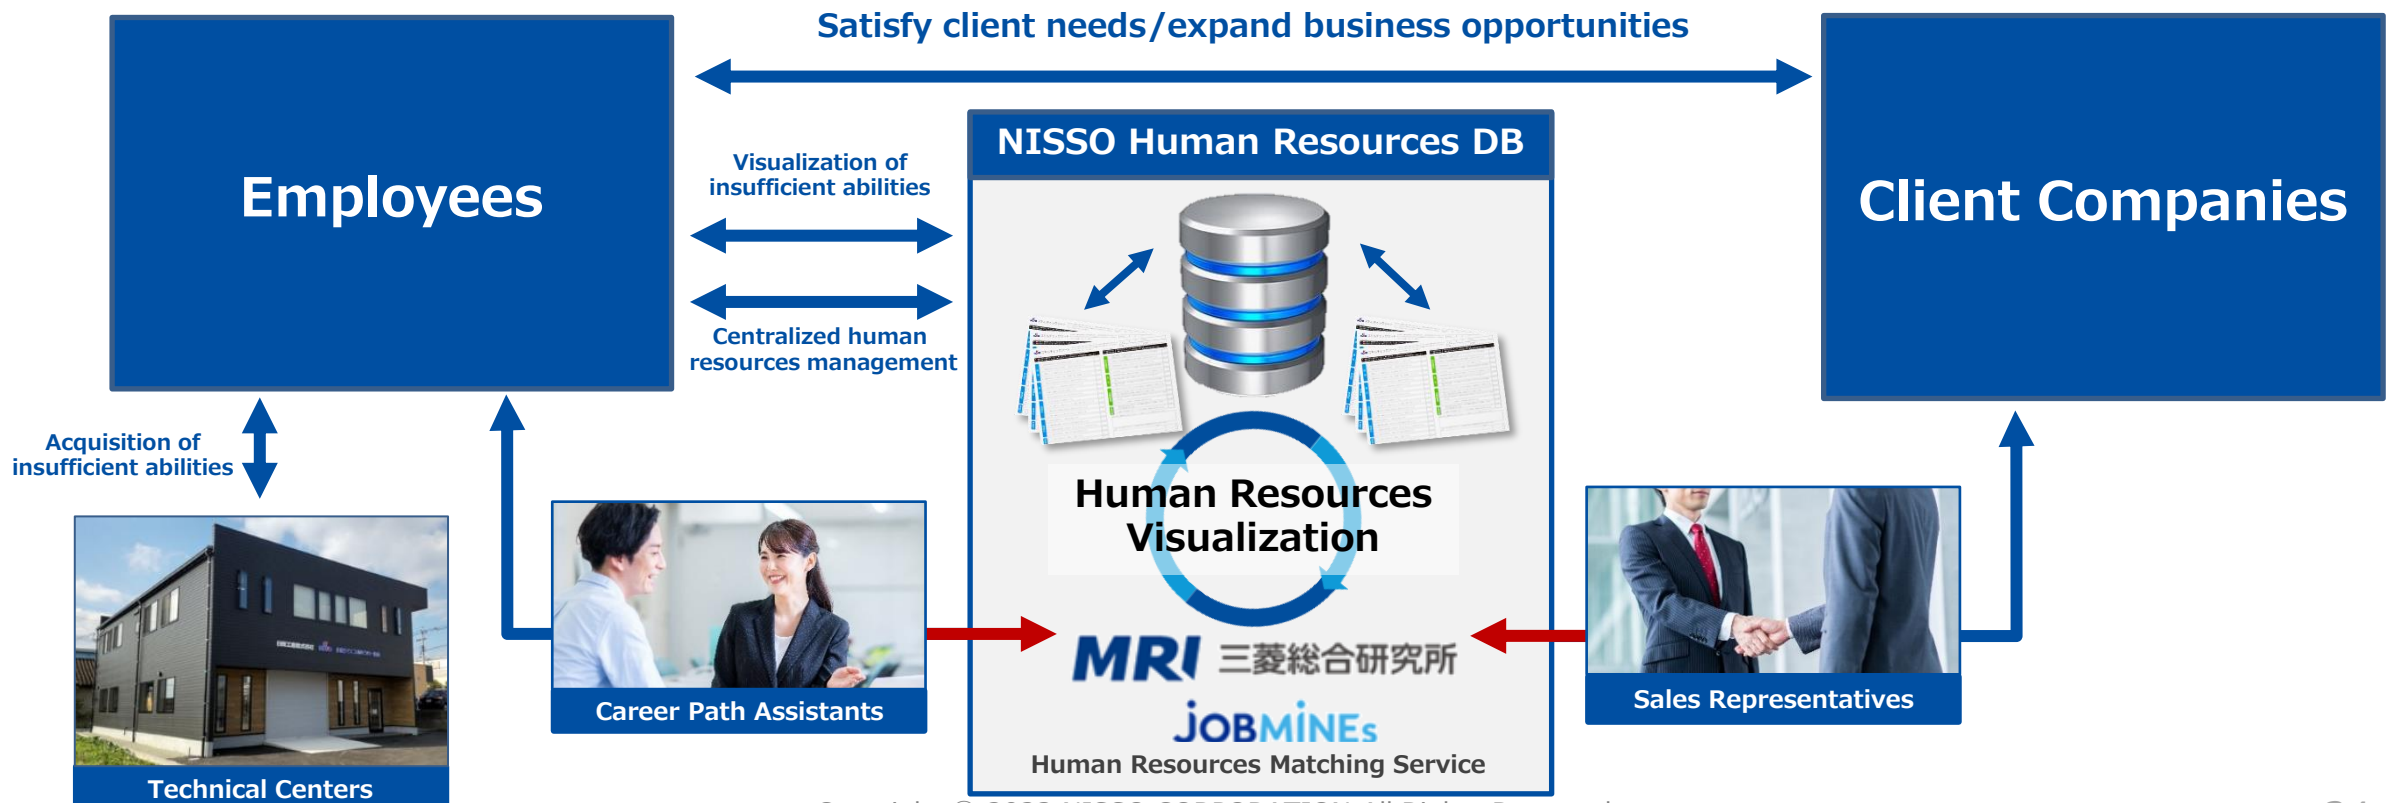 Satisfy client needs/expand business opportunities
Employees
Visualization of
insufficient abilities
Centralized human
resources management
NISSO Human Resources DB
Client Companies
Acquisition of
insufficient abilities
Human Resources
Visualization
MRI 三菱総合研究所
JOBMINEs
Human Resources Matching Service
Career Path Assistants
Sales Representatives
Technical Centers